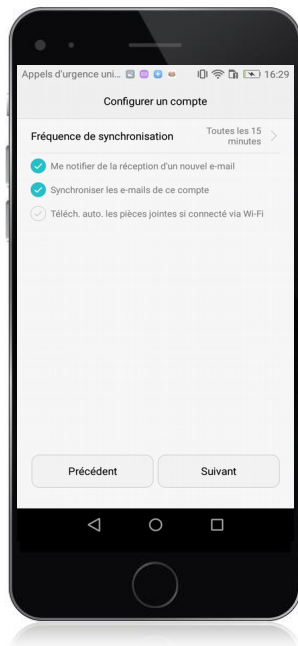 Appels d'urgence uni... 16:29
Configurer un compte
Fréquence de synchronisation
Toutes les 15
minutes
Me notifier de la réception d'un nouvel e-mail
Synchroniser les e-mails de ce compte
Téléch. auto. les pièces jointes si connecté via Wi-Fi
Précédent
Suivant